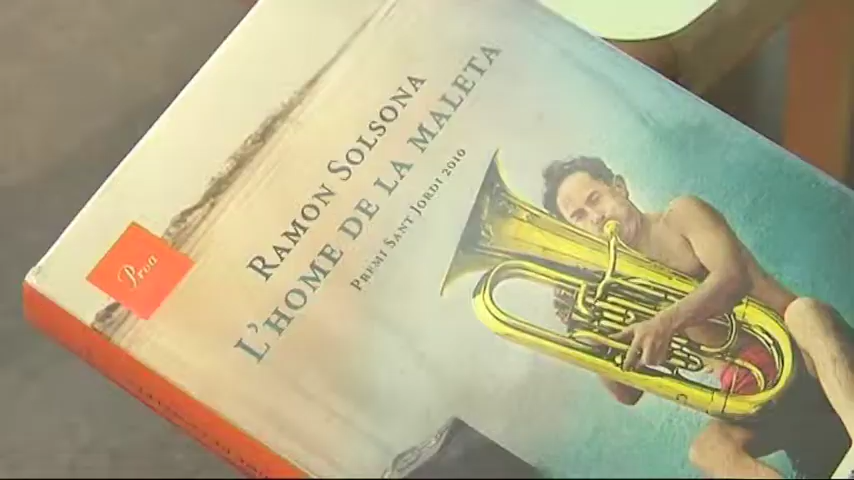 RAMON SOLSONA
L'HOME DE LA MALETA
PREMI SANT JORDI 2010
Proa